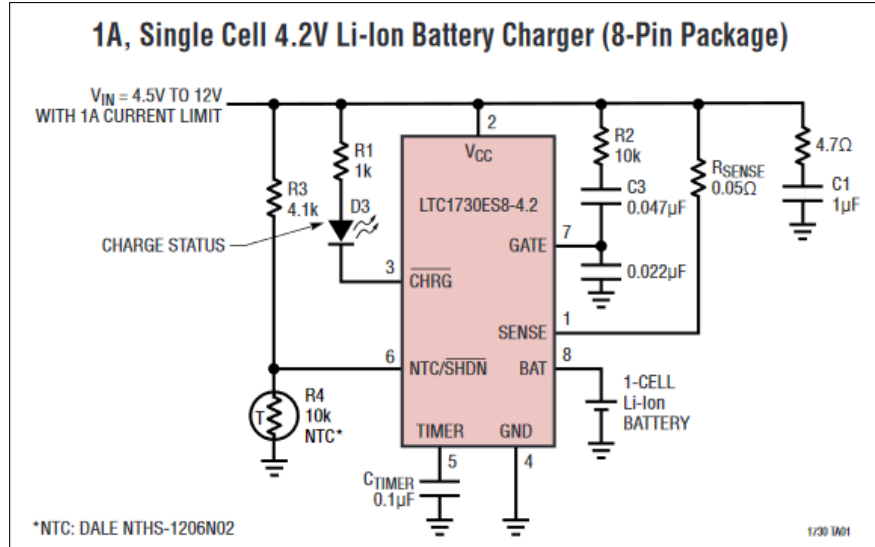 1A, Single Cell 4.2V Li-Ion Battery Charger (8-Pin Package)
VIN = 4.5V TO 12V
WITH 1A CURRENT LIMIT
R1
1k
R3
4.1k
D3
CHARGE STATUS
2
VCC
LTC1730ES8-4.2
R2
10k
C3
0.047µF
RSENSE
0.05Ω
4.7Ω
C1
1µF
7
GATE
0.022µF
3
CHRG
1
SENSE
6
NTC/SHDN
8
BAT
1-CELL
Li-Ion
BATTERY
T
R4
10k
NTC*
TIMER
GND
5
4
CTIMER
0.1µF
*NTC: DALE NTHS-1206N02
1730 TA01